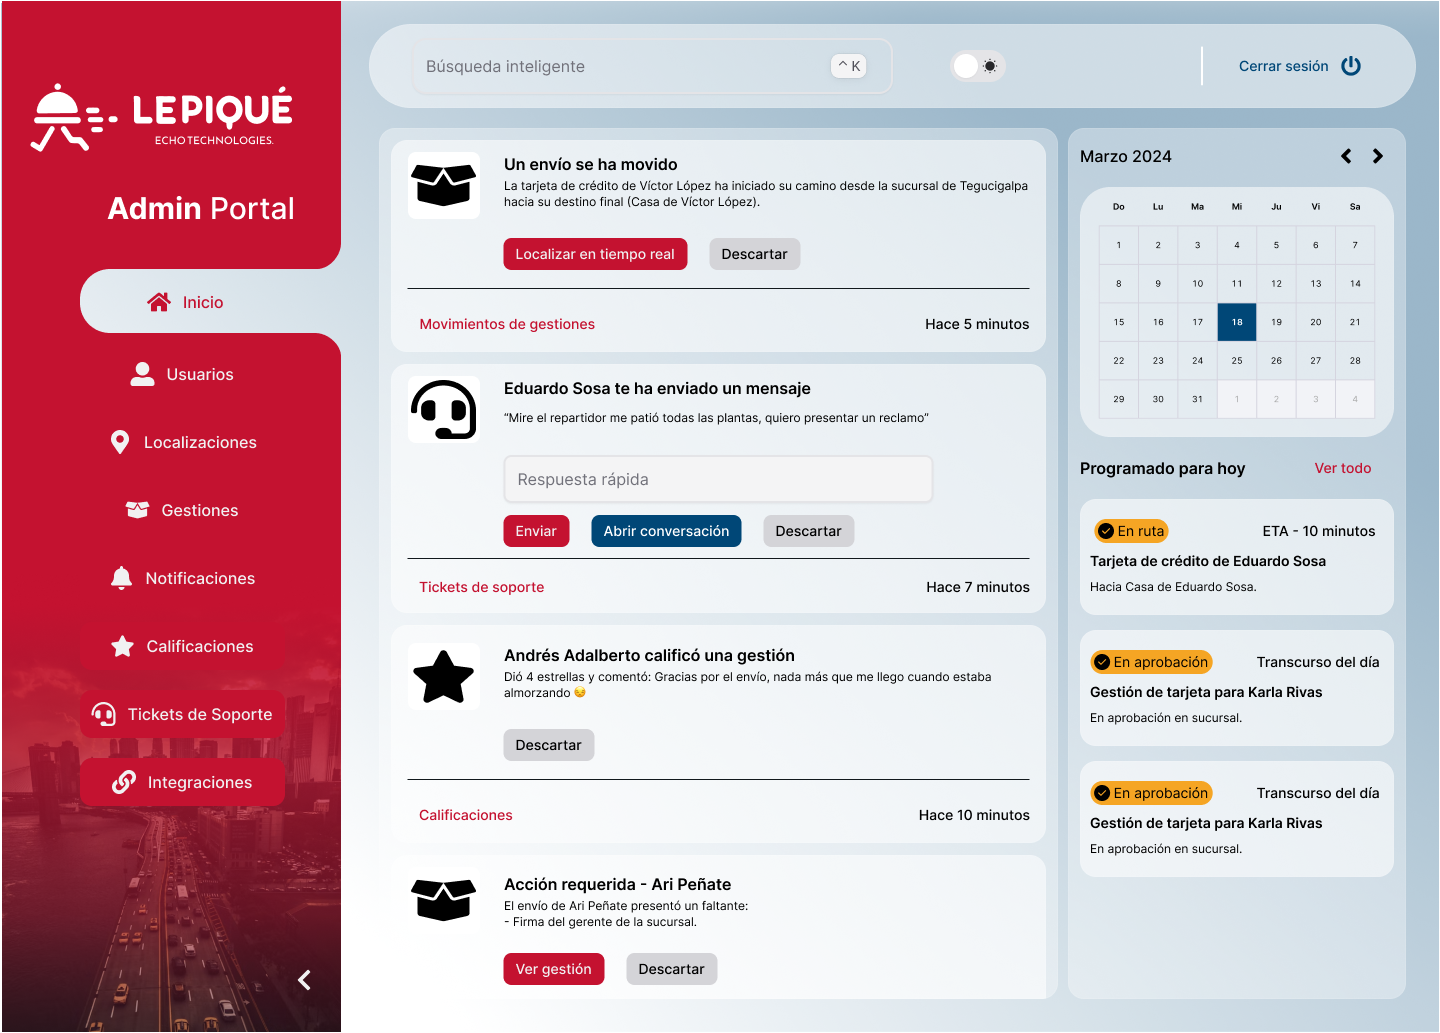 LEPIQUÉ
ECHO TECHNOLOGIES.
Admin Portal
Inicio
Usuarios
Localizaciones
Gestiones
Notificaciones
Calificaciones
Tickets de Soporte
Integraciones
Búsqueda inteligente
^ K
Cerrar sesión
Un envío se ha movido
La tarjeta de crédito de Víctor López ha iniciado su camino desde la sucursal de Tegucigalpa
hacia su destino final (Casa de Víctor López).
Localizar en tiempo real
Descartar
Movimientos de gestiones
Hace 5 minutos
Eduardo Sosa te ha enviado un mensaje
“Mire el repartidor me patió todas las plantas, quiero presentar un reclamo”
Respuesta rápida
Enviar
Abrir conversación
Descartar
Tickets de soporte
Hace 7 minutos
Andrés Adalberto calificó una gestión
Dió 4 estrellas y comentó: Gracias por el envío, nada más que me llego cuando estaba
almorzando 😔
Descartar
Calificaciones
Hace 10 minutos
Acción requerida - Ari Peñate
El envío de Ari Peñate presentó un faltante:
- Firma del gerente de la sucursal.
Ver gestión
Descartar
Marzo 2024
Do Lu Ma Mi Ju Vi Sa
1 2 3 4 5 6 7
8 9 10 11 12 13 14
15 16 17 18 19 20 21
22 23 24 25 26 27 28
29 30 31 1 2 3 4
Programado para hoy
Ver todo
En ruta
ETA - 10 minutos
Tarjeta de crédito de Eduardo Sosa
Hacia Casa de Eduardo Sosa.
En aprobación
Transcurso del día
Gestión de tarjeta para Karla Rivas
En aprobación en sucursal.
En aprobación
Transcurso del día
Gestión de tarjeta para Karla Rivas
En aprobación en sucursal.